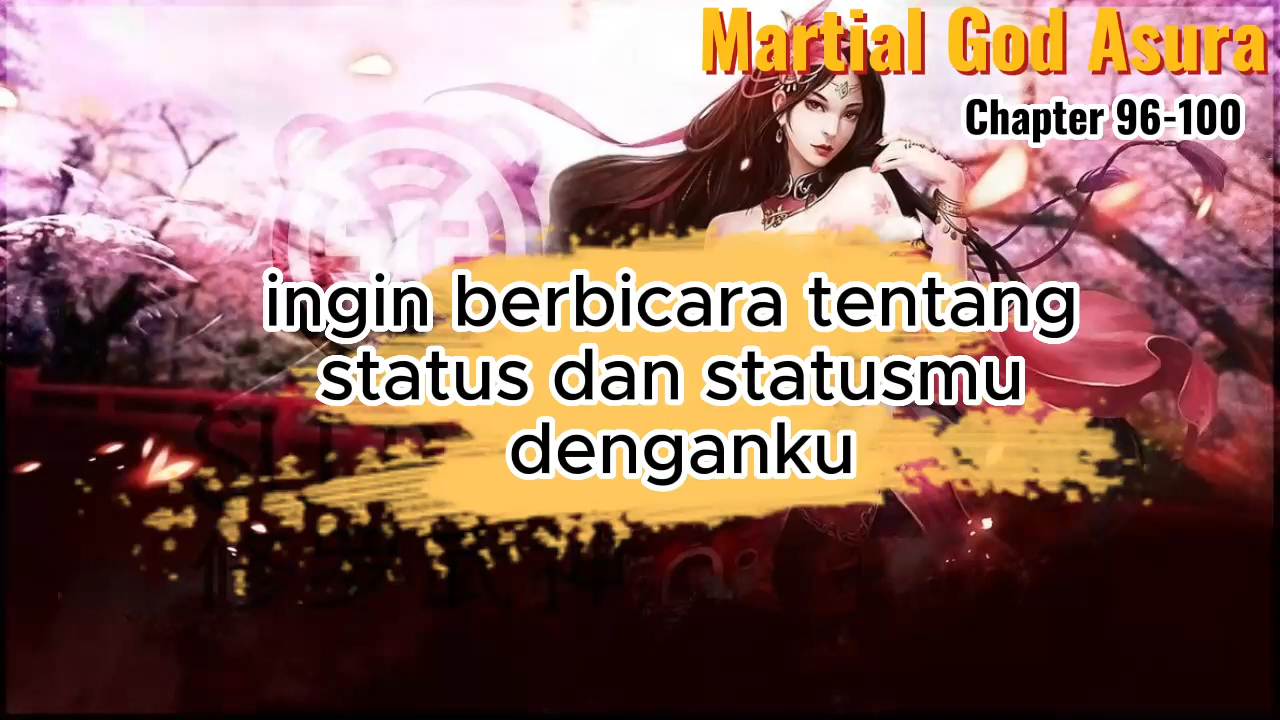 Martial God Asura
Chapter 96-100
ingin berbicara tentang
status dan statusmu
denganku